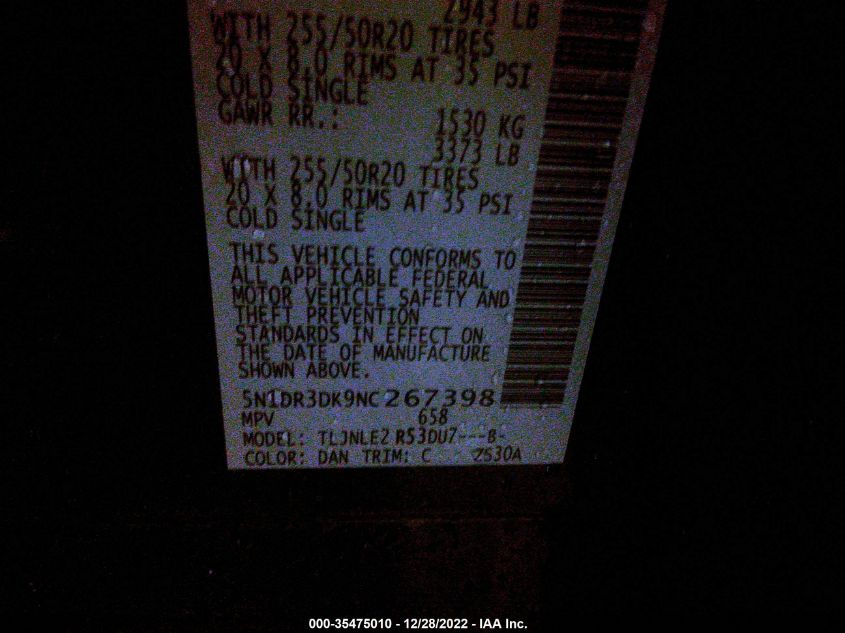 2943 LB
WITH 255/50R20 TIRES
20 X 8.0 RIMS AT 35 PSI
COLD SINGLE
GAWR RR.: 1530 KG
3373 LB
WITH 255/50R20 TIRES
20 X 8.0 RIMS AT 35 PSI
COLD SINGLE
THIS VEHICLE CONFORMS TO
ALL APPLICABLE FEDERAL
MOTOR VEHICLE SAFETY AND
THEFT PREVENTION
STANDARDS IN EFFECT ON
THE DATE OF MANUFACTURE
SHOWN ABOVE.
5N1DR3DK9NC267398
MPV 658
MODEL: TLJNLE2 R53DU7---B-
COLOR: DAN TRIM: C 2530A
000-35475010 - 12/28/2022 - IAA Inc.